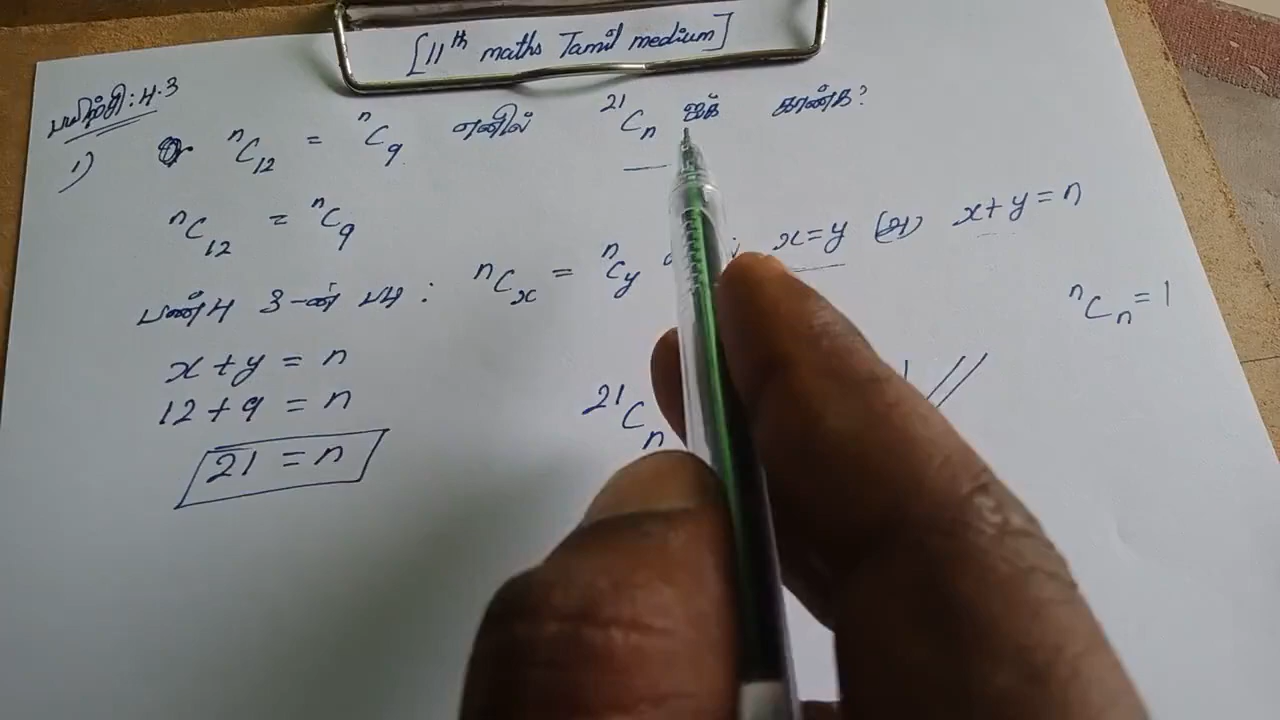 [11th maths Tamil medium]
பயிற்சி: 4.3
1) ⁿC₁₂ = ⁿC₉ எனில் ²¹Cₙ ஐக் காண்க?
ⁿC₁₂ = ⁿC₉
பண்பு 3-ன் படி : ⁿCₓ = ⁿCᵧ x = y (அ) x + y = n
ⁿCₙ = 1
x + y = n
12 + 9 = n
²¹Cₙ
21 = n